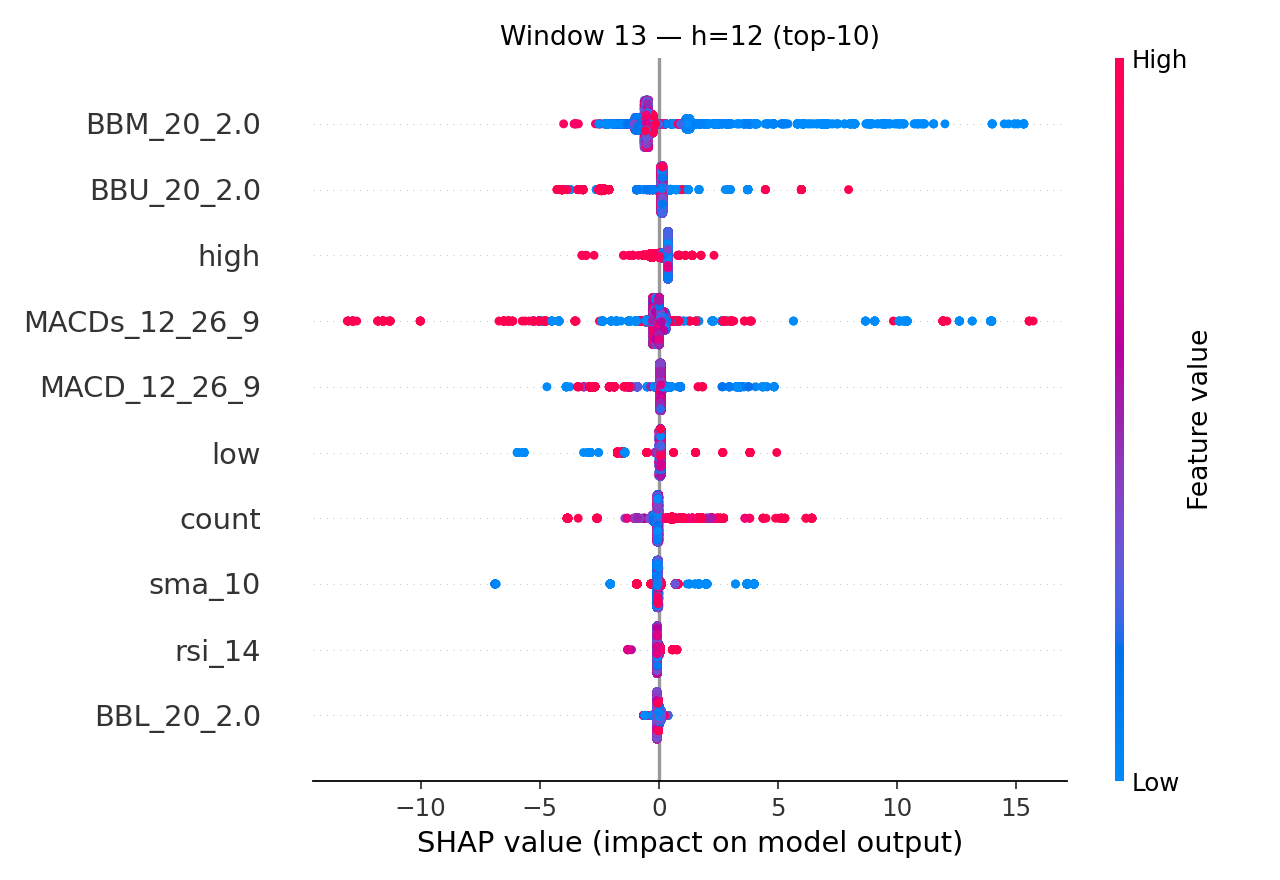 Window 13 — h=12 (top-10)
High
BBM_20_2.0
BBU_20_2.0
high
MACDs_12_26_9
MACD_12_26_9
low
count
sma_10
rsi_14
BBL_20_2.0
Feature value
Low
−10 −5 0 5 10 15
SHAP value (impact on model output)